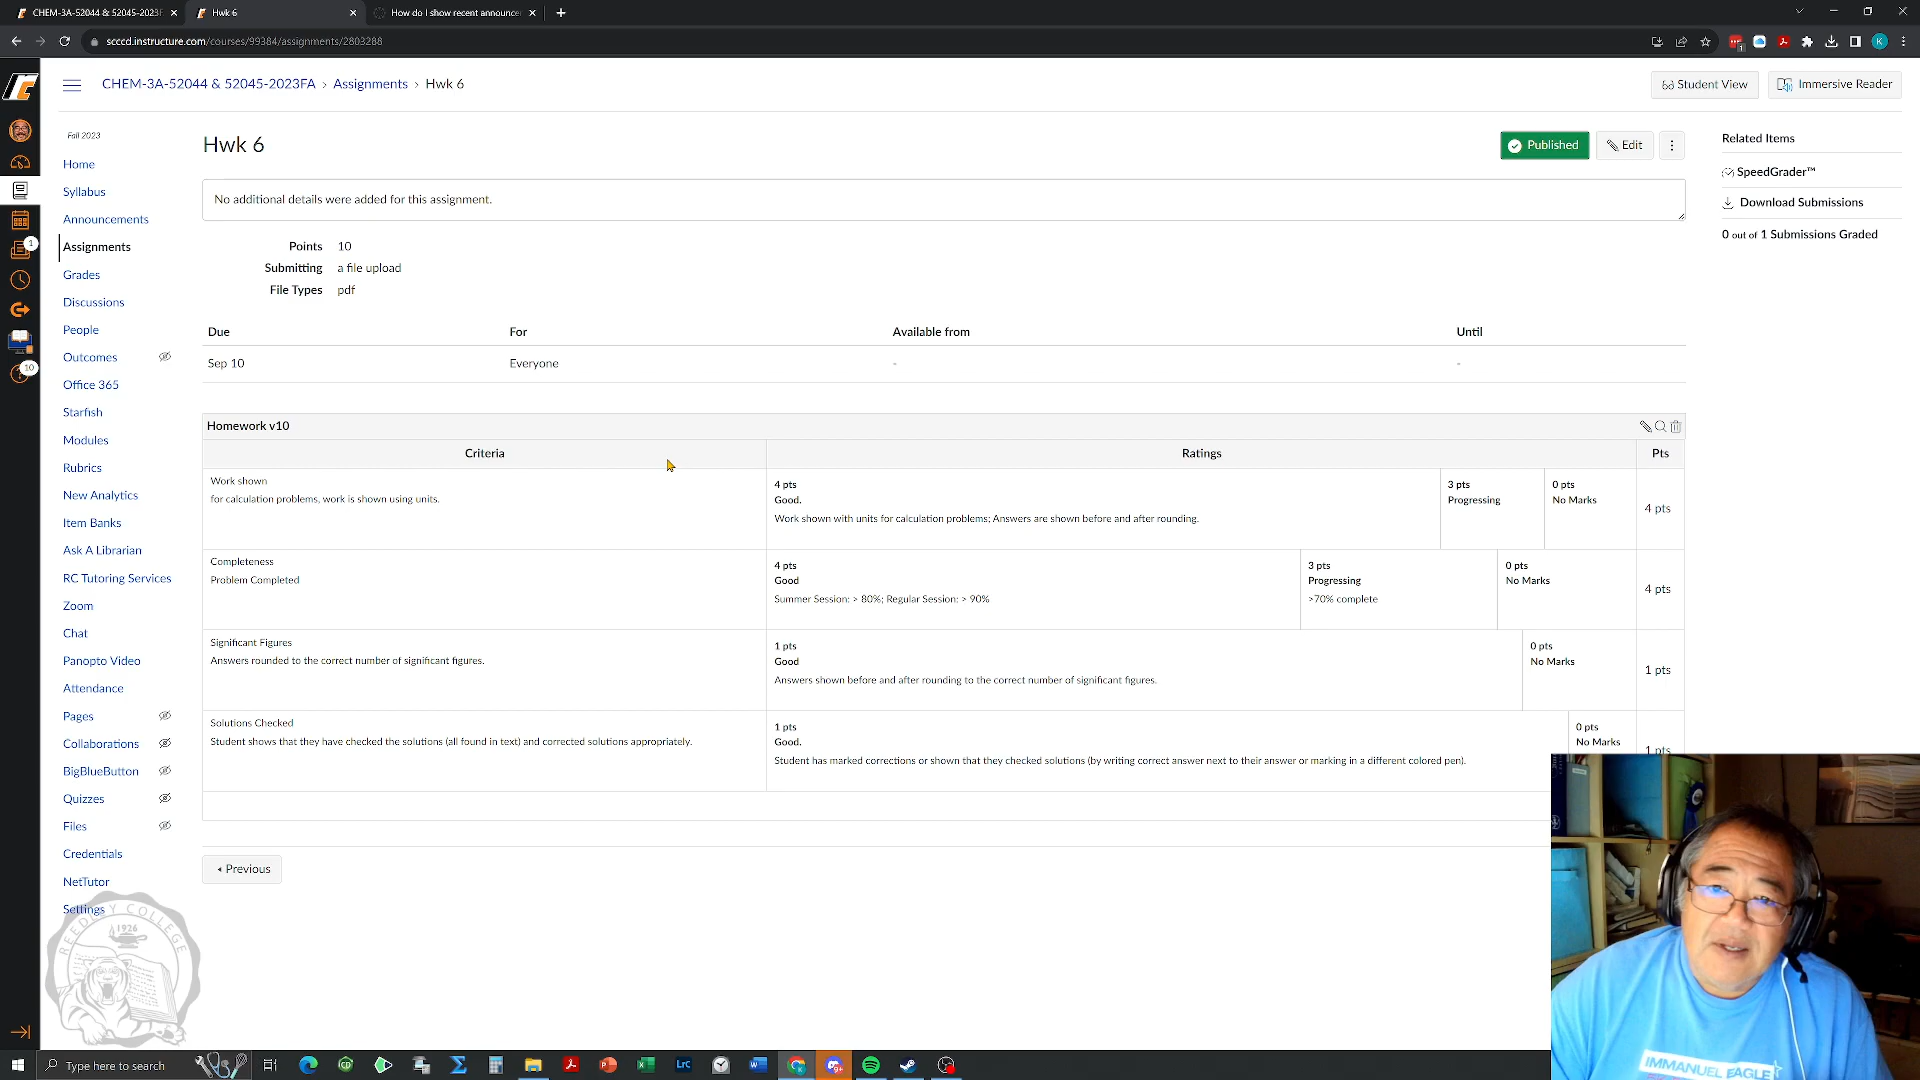 CHEM-3A-52044 & 52045-2023F
Hwk 6
How do I show recent announce
scccd.instructure.com/courses/99384/assignments/2803288
K
CHEM-3A-52044 & 52045-2023FA › Assignments › Hwk 6
Student View
Immersive Reader
Fall 2023
Home
Syllabus
Announcements
Assignments
Grades
Discussions
People
Outcomes
Office 365
Starfish
Modules
Rubrics
New Analytics
Item Banks
Ask A Librarian
RC Tutoring Services
Zoom
Chat
Panopto Video
Attendance
Pages
Collaborations
BigBlueButton
Quizzes
Files
Credentials
NetTutor
Settings
1
10
Hwk 6
Published
Edit
No additional details were added for this assignment.
Points 10
Submitting a file upload
File Types pdf
Due For Available from Until
Sep 10 Everyone - -
Homework v10
Criteria Ratings Pts
Work shown
for calculation problems, work is shown using units.
4 pts
Good.
Work shown with units for calculation problems; Answers are shown before and after rounding.
3 pts
Progressing
0 pts
No Marks
4 pts
Completeness
Problem Completed
4 pts
Good
Summer Session: > 80%; Regular Session: > 90%
3 pts
Progressing
>70% complete
0 pts
No Marks
4 pts
Significant Figures
Answers rounded to the correct number of significant figures.
1 pts
Good
Answers shown before and after rounding to the correct number of significant figures.
0 pts
No Marks
1 pts
Solutions Checked
Student shows that they have checked the solutions (all found in text) and corrected solutions appropriately.
1 pts
Good.
Student has marked corrections or shown that they checked solutions (by writing correct answer next to their answer or marking in a different colored pen).
0 pts
No Marks
1 pts
Previous
Related Items
SpeedGrader™
Download Submissions
0 out of 1 Submissions Graded
REEDLEY COLLEGE
1926
IMMANUEL EAGLE
Type here to search